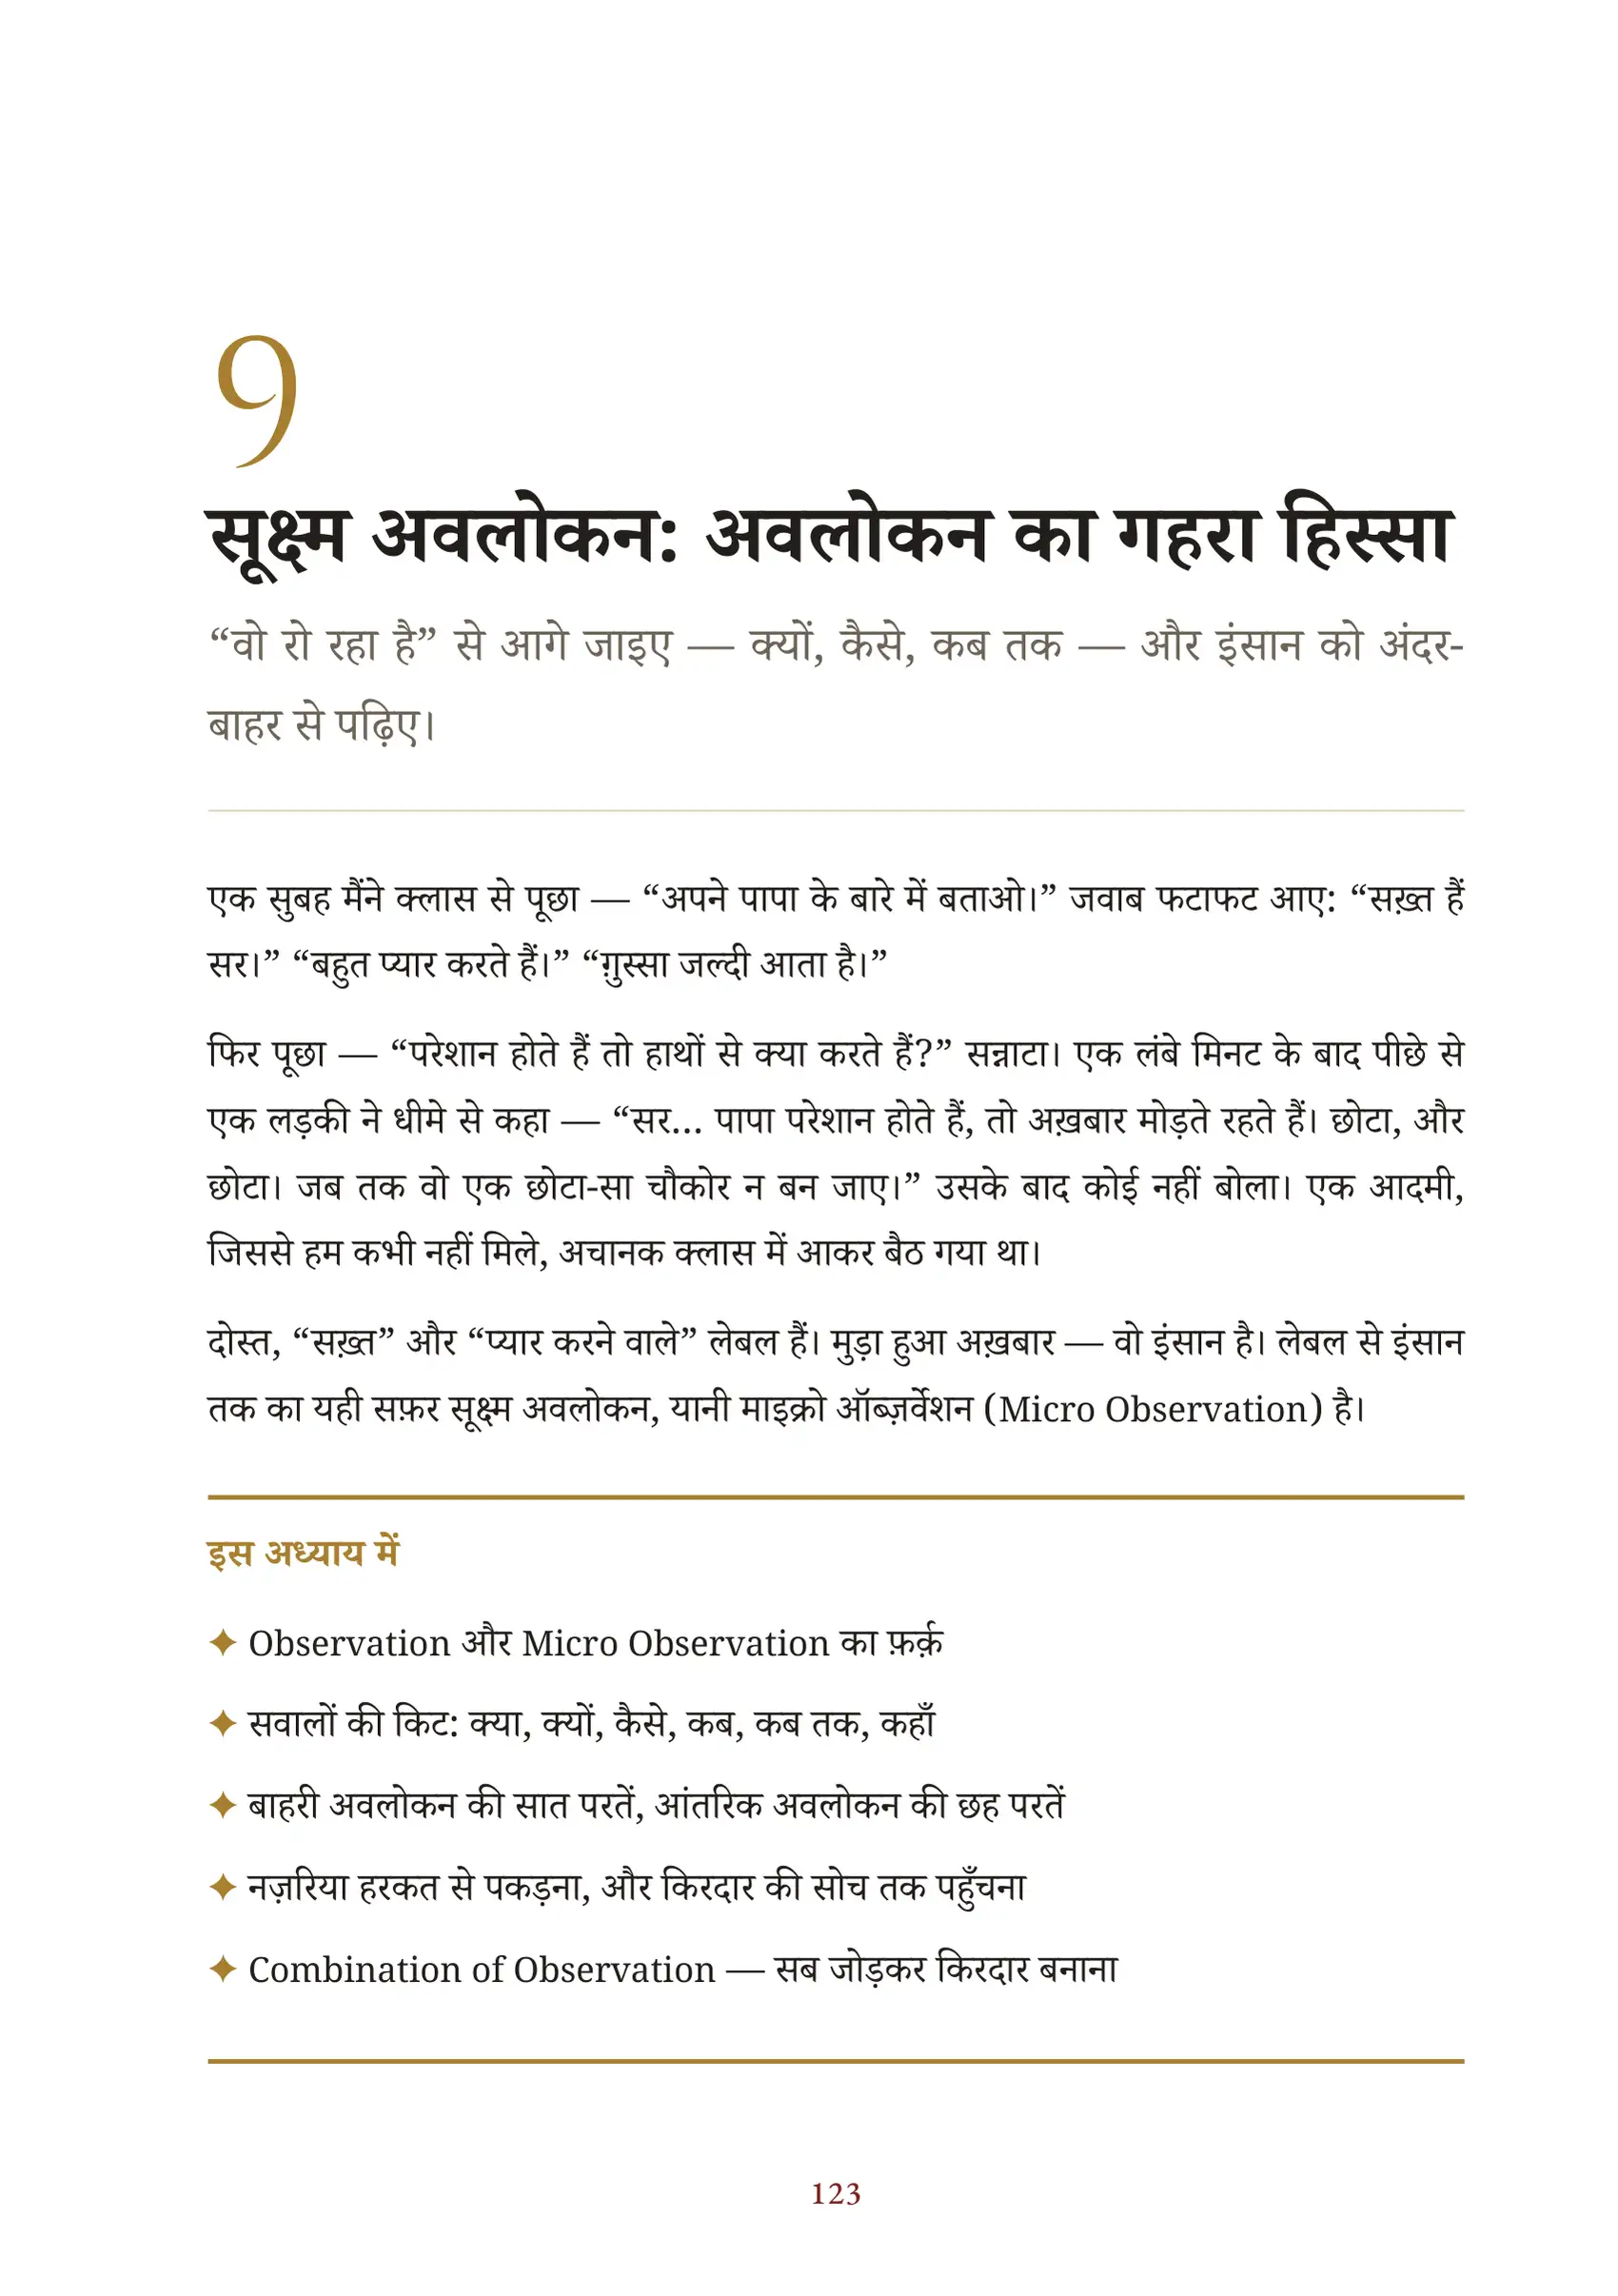 9
सूक्ष्म अवलोकन: अवलोकन का गहरा हिस्सा
“वो रो रहा है” से आगे जाइए — क्यों, कैसे, कब तक — और इंसान को अंदर-
बाहर से पढ़िए।
एक सुबह मैंने क्लास से पूछा — “अपने पापा के बारे में बताओ।” जवाब फटाफट आए: “सख़्त हैं
सर।” “बहुत प्यार करते हैं।” “ग़ुस्सा जल्दी आता है।”
फिर पूछा — “परेशान होते हैं तो हाथों से क्या करते हैं?” सन्नाटा। एक लंबे मिनट के बाद पीछे से
एक लड़की ने धीमे से कहा — “सर… पापा परेशान होते हैं, तो अख़बार मोड़ते रहते हैं। छोटा, और
छोटा। जब तक वो एक छोटा-सा चौकोर न बन जाए।” उसके बाद कोई नहीं बोला। एक आदमी,
जिससे हम कभी नहीं मिले, अचानक क्लास में आकर बैठ गया था।
दोस्त, “सख़्त” और “प्यार करने वाले” लेबल हैं। मुड़ा हुआ अख़बार — वो इंसान है। लेबल से इंसान
तक का यही सफ़र सूक्ष्म अवलोकन, यानी माइक्रो ऑब्ज़र्वेशन (Micro Observation) है।
इस अध्याय में
✦ Observation और Micro Observation का फ़र्क़
✦ सवालों की किट: क्या, क्यों, कैसे, कब, कब तक, कहाँ
✦ बाहरी अवलोकन की सात परतें, आंतरिक अवलोकन की छह परतें
✦ नज़रिया हरकत से पकड़ना, और किरदार की सोच तक पहुँचना
✦ Combination of Observation — सब जोड़कर किरदार बनाना
123